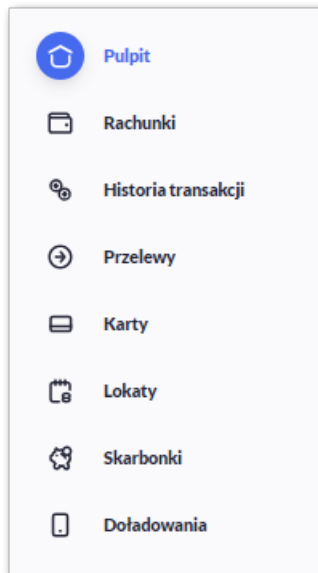 Pulpit
Rachunki
Historia transakcji
Przelewy
Karty
Lokaty
Skarbonki
Doładowania